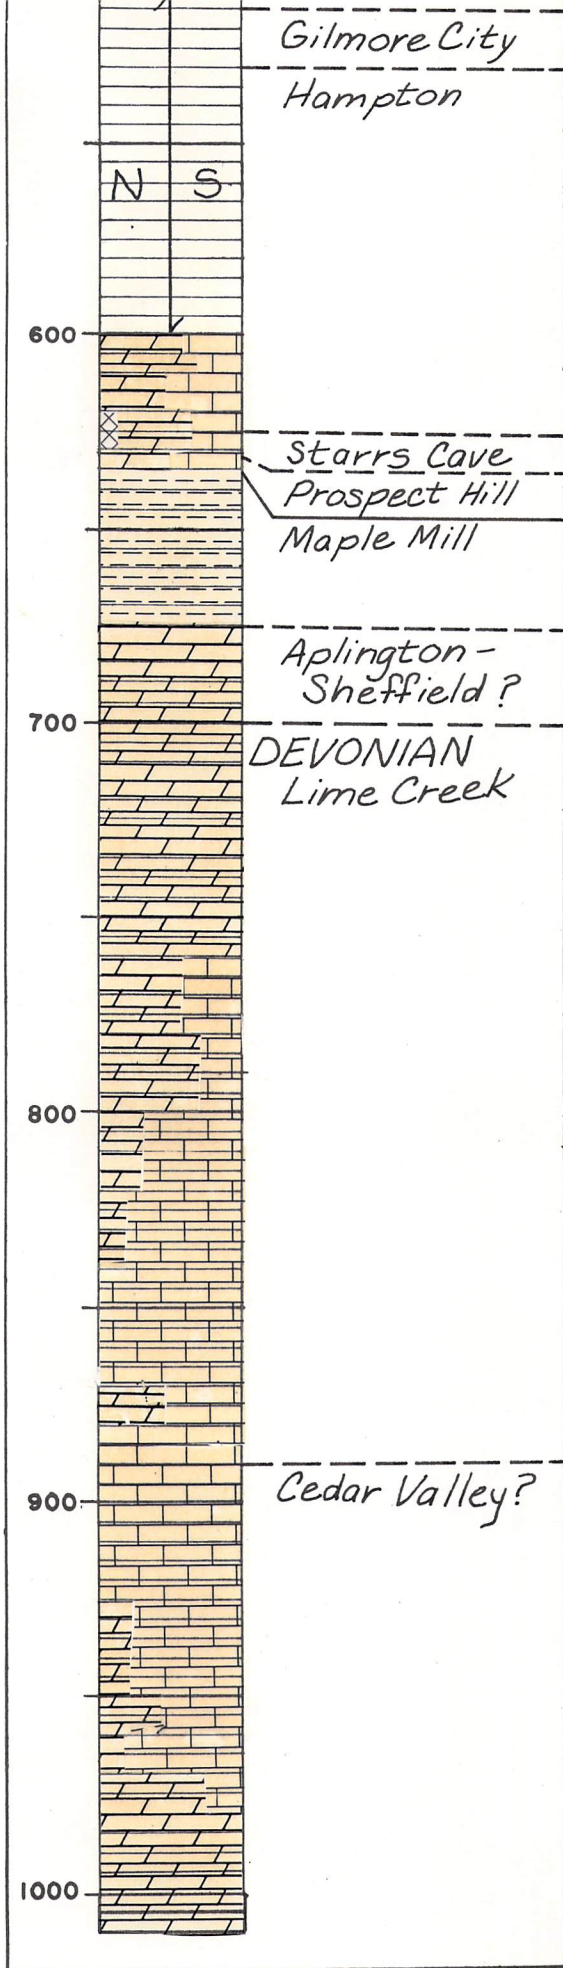 Gilmore City
Hampton
N S
600
Starrs Cave
Prospect Hill
Maple Mill
Aplington-
Sheffield?
700
DEVONIAN
Lime Creek
800
Cedar Valley?
900
1000